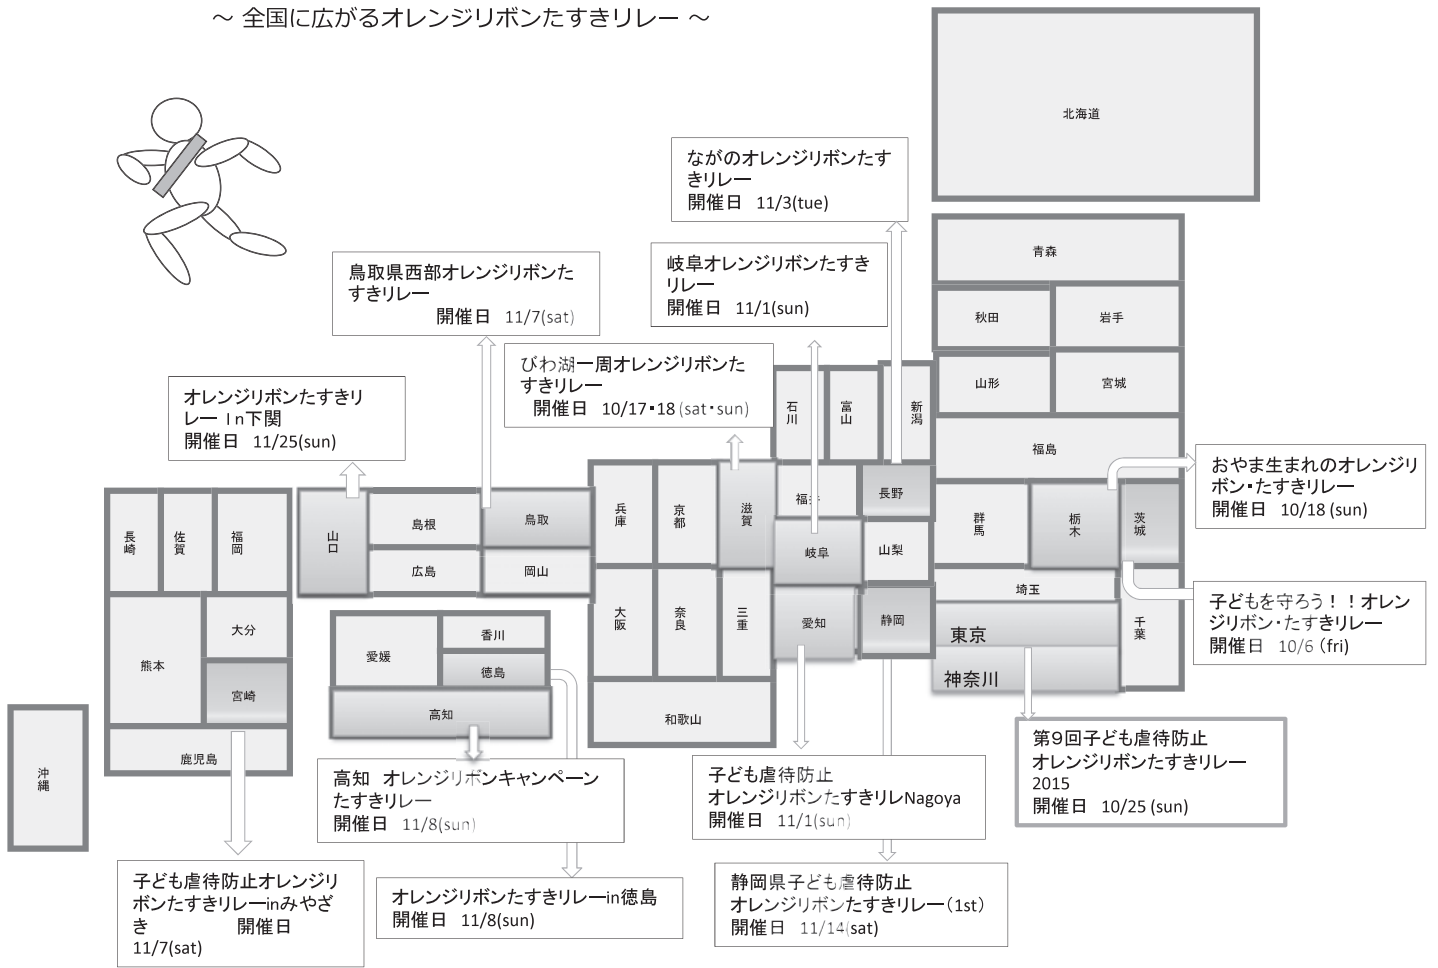 ～ 全国に広がるオレンジリボンたすきリレー ～
北海道
ながのオレンジリボンたす
きリレー
開催日 11/3(tue)
青森
秋田
岩手
山形
宮城
福島
岐阜オレンジリボンたすき
リレー
開催日 11/1(sun)
鳥取県西部オレンジリボンた
すきリレー
開催日 11/7(sat)
びわ湖一周オレンジリボンた
すきリレー
開催日 10/17・18 (sat・sun)
オレンジリボンたすきリ
レー In下関
開催日 11/25(sun)
石川
富山
新潟
おやま生まれのオレンジリ
ボン・たすきリレー
開催日 10/18 (sun)
長崎
佐賀
福岡
山口
島根
鳥取
広島
岡山
兵庫
京都
滋賀
福井
長野
岐阜
山梨
群馬
栃木
茨城
埼玉
千葉
東京
神奈川
子どもを守ろう！！オレン
ジリボン・たすきリレー
開催日 10/6 (fri)
熊本
大分
宮崎
鹿児島
沖縄
愛媛
香川
徳島
高知
大阪
奈良
三重
和歌山
愛知
静岡
第９回子ども虐待防止
オレンジリボンたすきリレー
2015
開催日 10/25 (sun)
高知 オレンジリボンキャンペーン
たすきリレー
開催日 11/8(sun)
子ども虐待防止
オレンジリボンたすきリレNagoya
開催日 11/1(sun)
子ども虐待防止オレンジリ
ボンたすきリレーinみやざ
き 開催日
11/7(sat)
オレンジリボンたすきリレーin徳島
開催日 11/8(sun)
静岡県子ども虐待防止
オレンジリボンたすきリレー（1st）
開催日 11/14(sat)